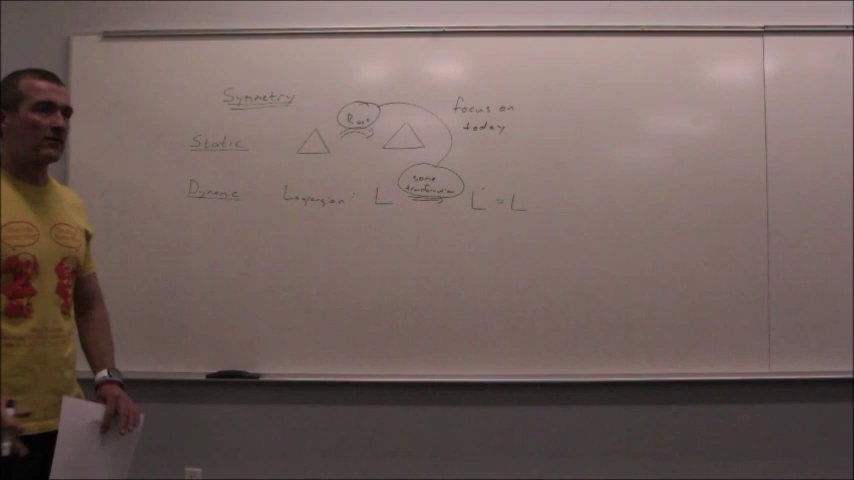 Symmetry
focus on
today
Static
Dynamic Lagrangian: L some transformation L' = L